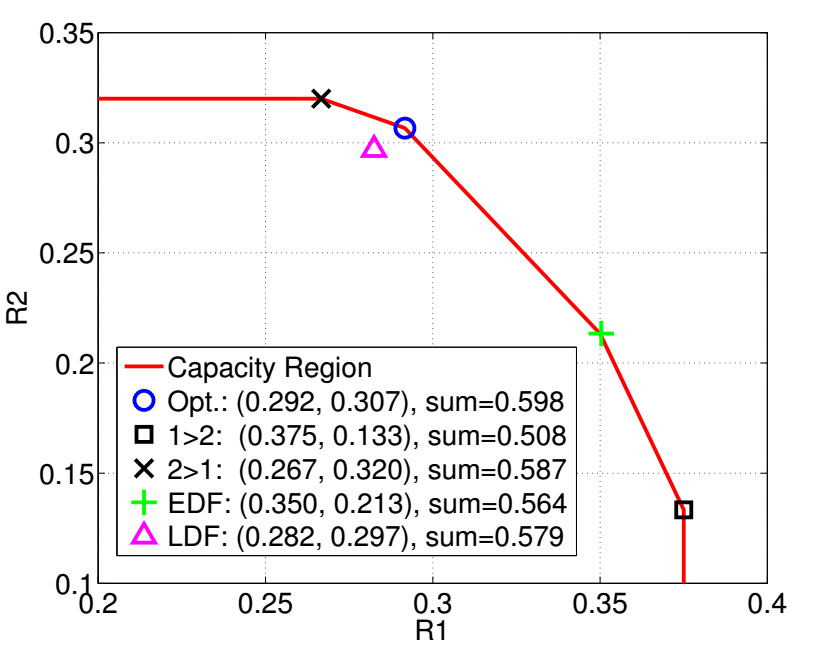 0.35
0.3
0.25
0.2
0.15
0.1
R2
Capacity Region
Opt.: (0.292, 0.307), sum=0.598
1>2: (0.375, 0.133), sum=0.508
2>1: (0.267, 0.320), sum=0.587
EDF: (0.350, 0.213), sum=0.564
LDF: (0.282, 0.297), sum=0.579
0.2 0.25 0.3 0.35 0.4
R1